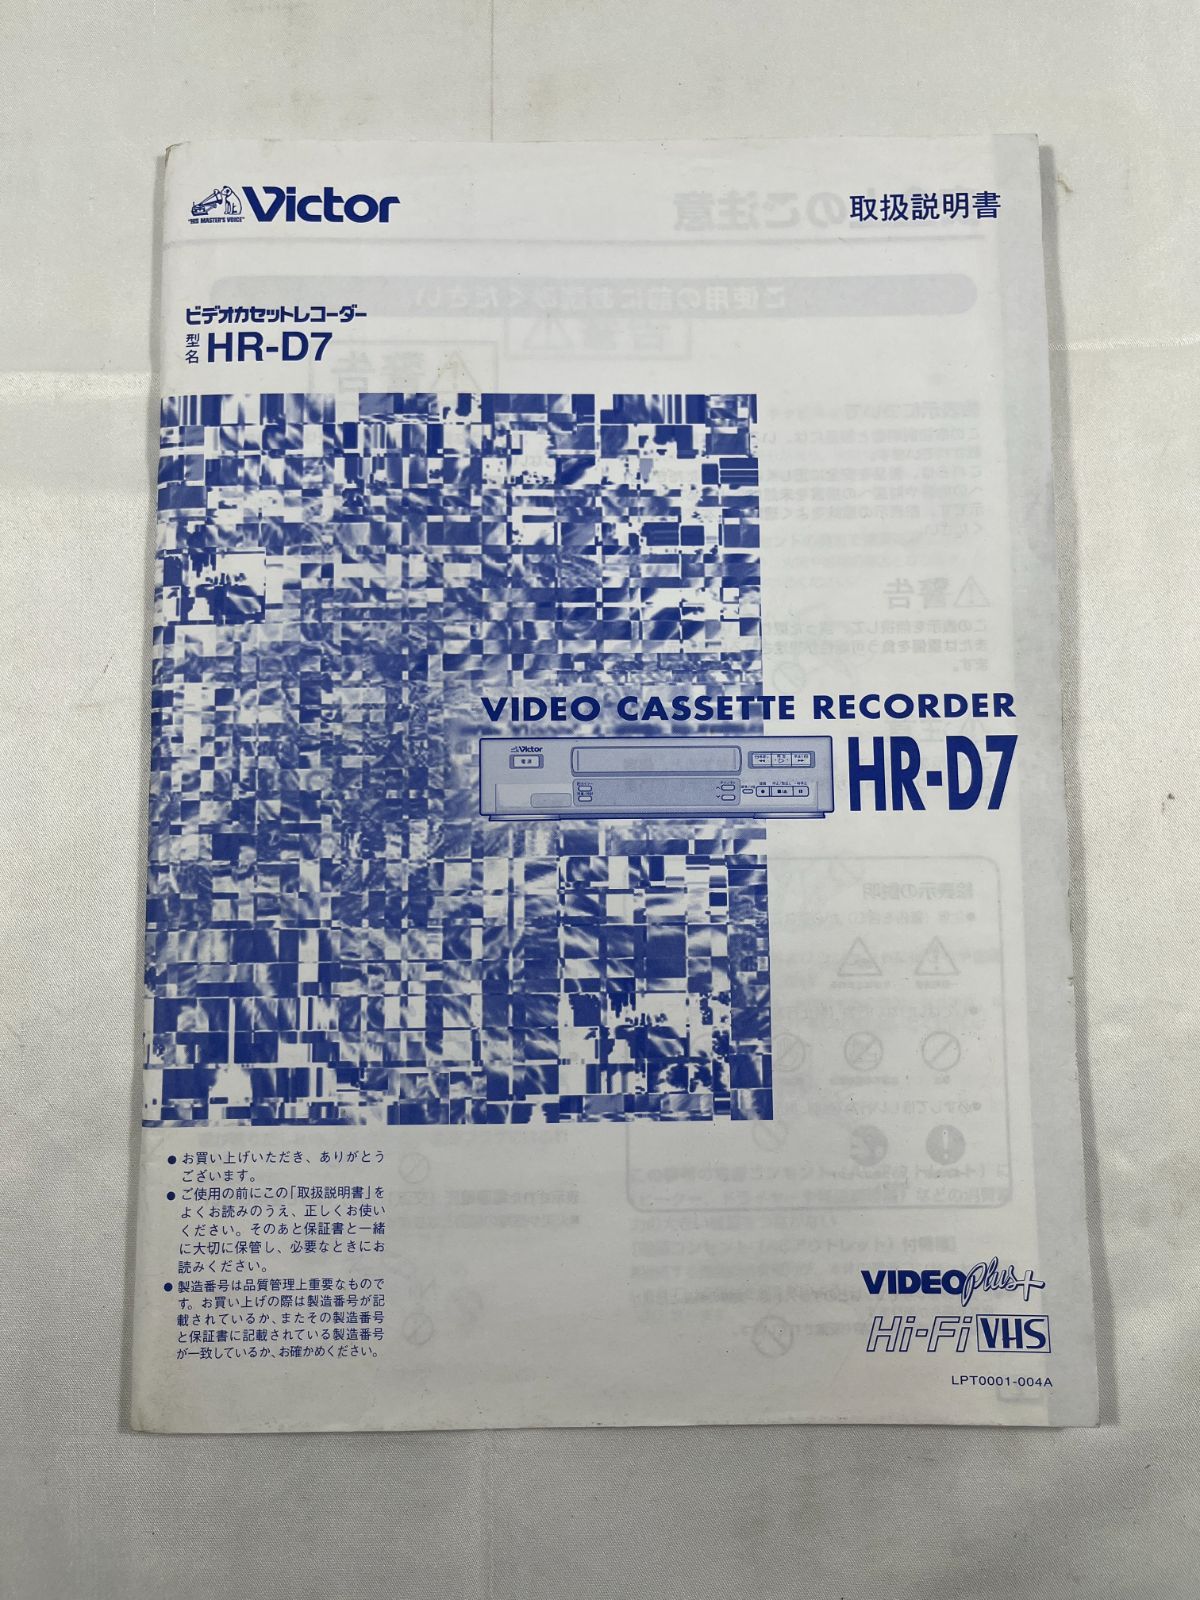 "HIS MASTER'S VOICE" Victor
取扱説明書
ビデオカセットレコーダー
型名 HR-D7
VIDEO CASSETTE RECORDER
Victor
電源
HR-D7
● お買い上げいただき、ありがとう
ございます。
● ご使用の前にこの「取扱説明書」を
よくお読みのうえ、正しくお使い
ください。そのあと保証書と一緒
に大切に保管し、必要なときにお
読みください。
● 製造番号は品質管理上重要なもので
す。お買い上げの際は製造番号が記
載されているか、またその製造番号
と保証書に記載されている製造番号
が一致しているか、お確かめください。
VIDEO Plus+
Hi-Fi VHS
LPT0001-004A